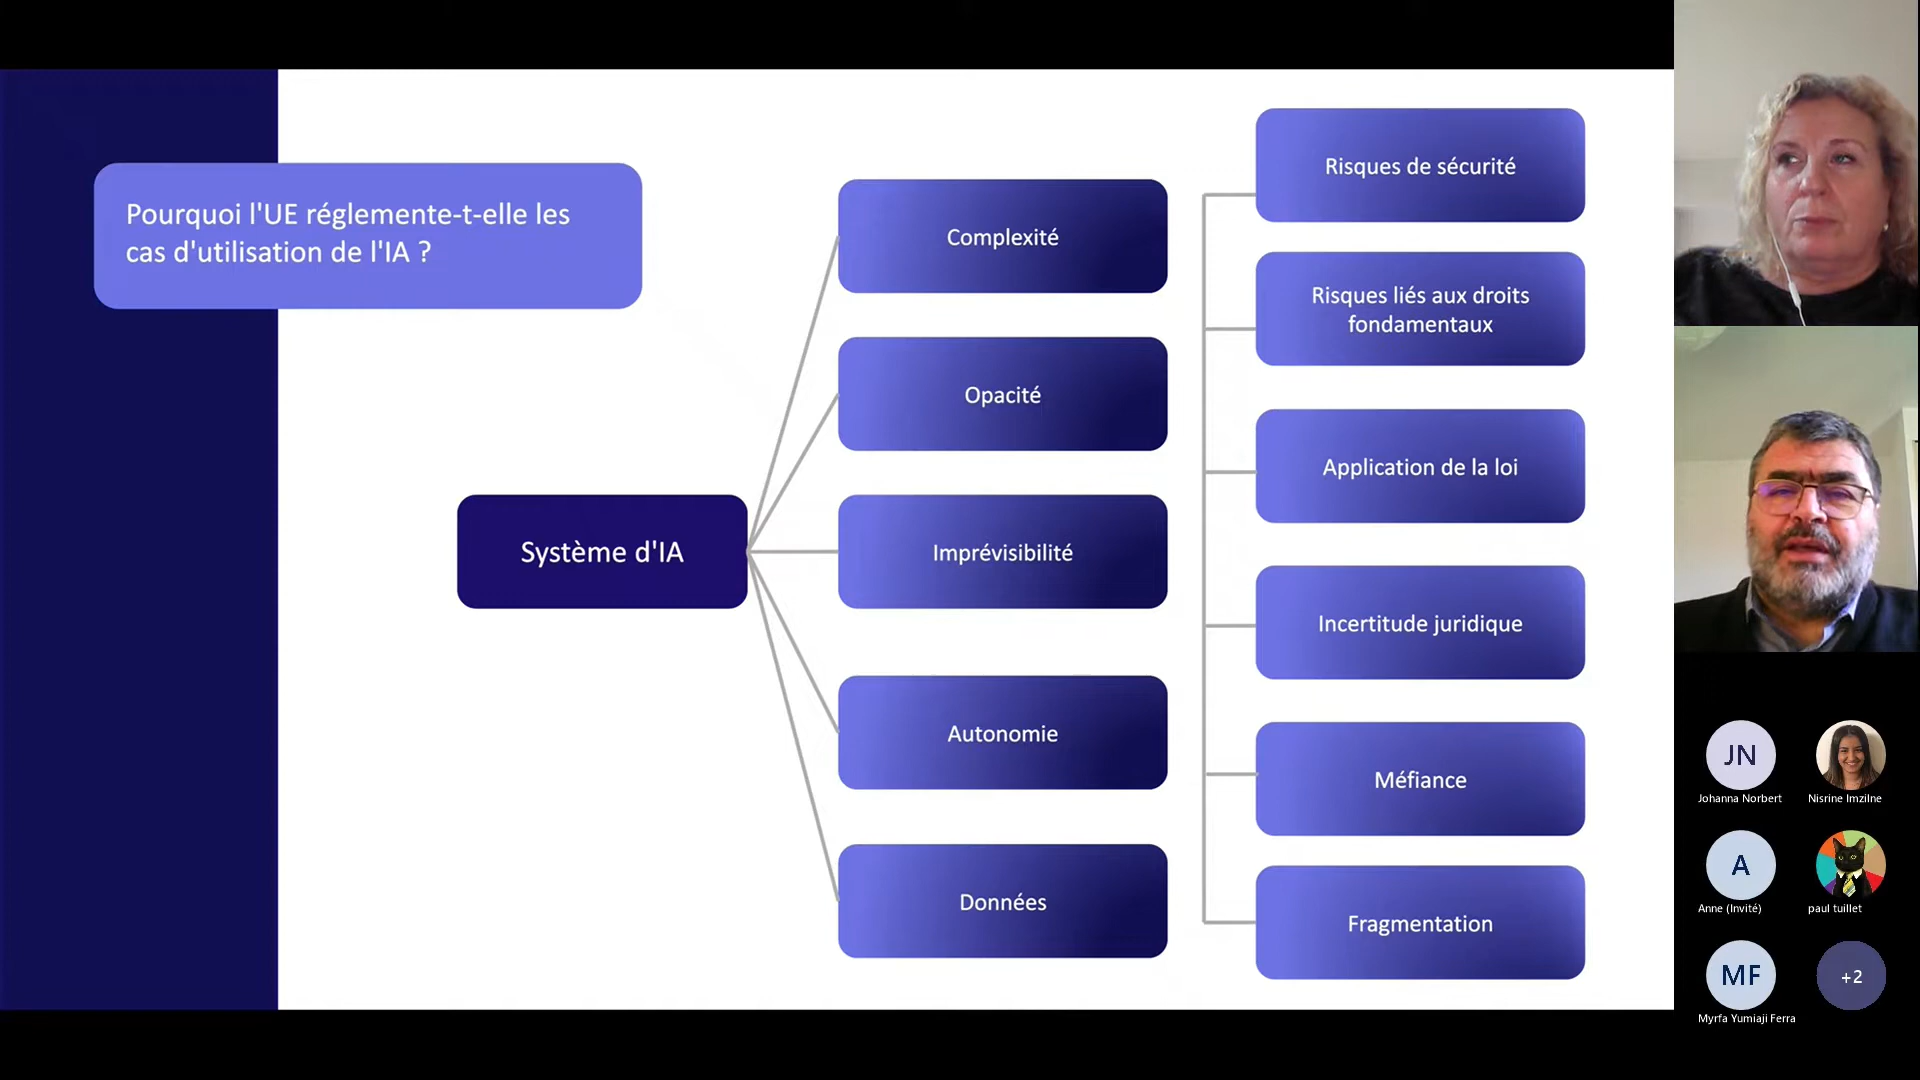 Pourquoi l'UE réglemente-t-elle les
cas d'utilisation de l'IA ?
Système d'IA
Complexité
Opacité
Imprévisibilité
Autonomie
Données
Risques de sécurité
Risques liés aux droits
fondamentaux
Application de la loi
Incertitude juridique
Méfiance
Fragmentation
JN
Johanna Norbert
Nisrine Imzilne
A
Anne (Invité)
paul tuillet
MF
Myrfa Yumiaji Ferra
+2